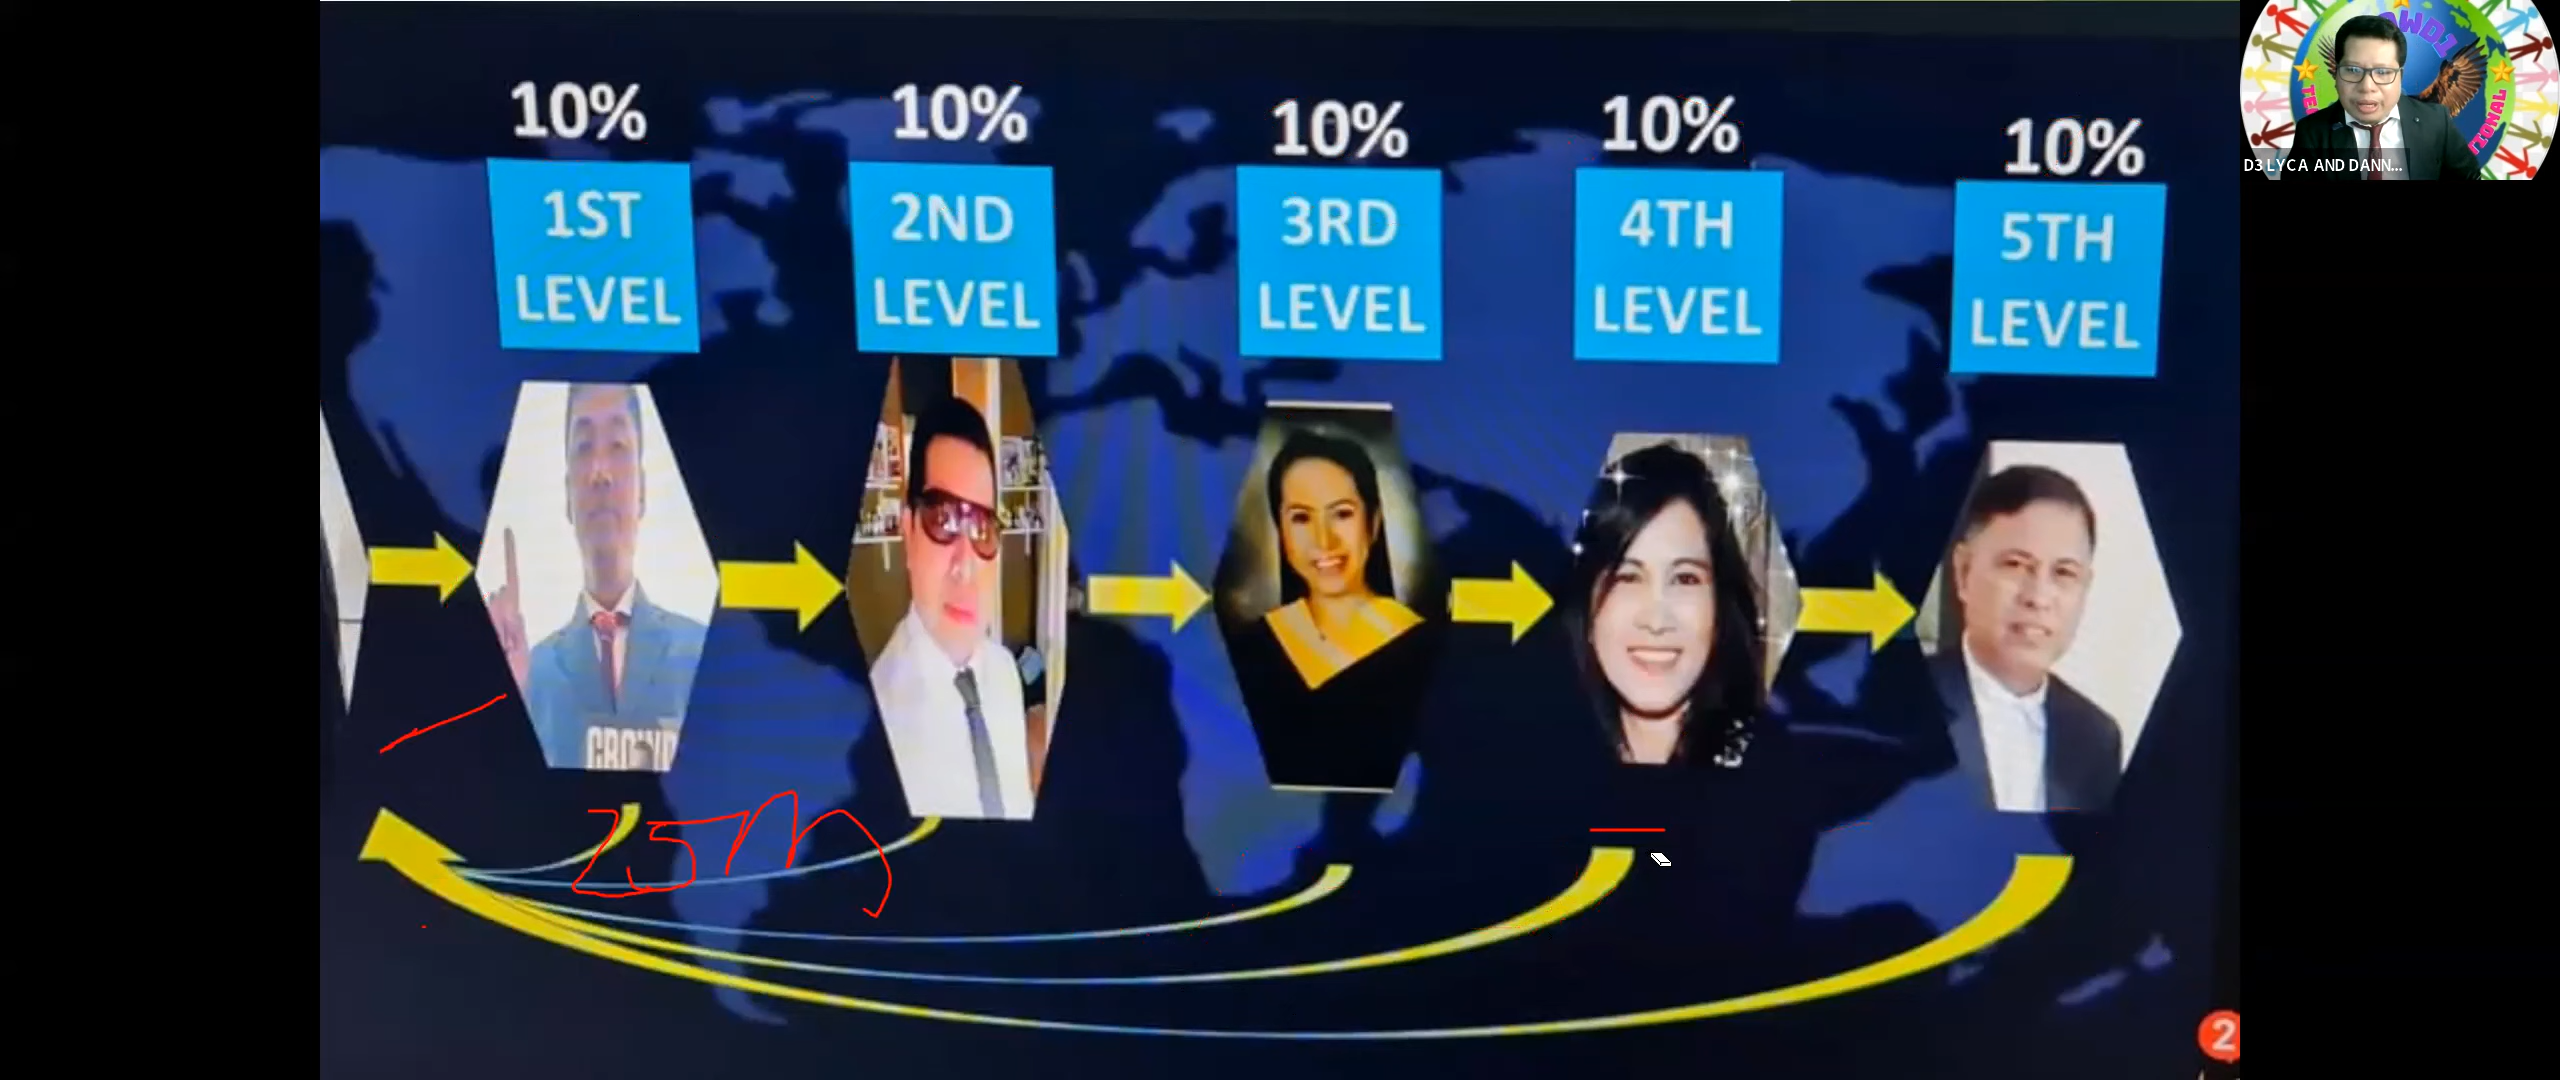 10% 10% 10% 10% 10%
1ST LEVEL
2ND LEVEL
3RD LEVEL
4TH LEVEL
5TH LEVEL
25M
2
D3 LYCA AND DANN...